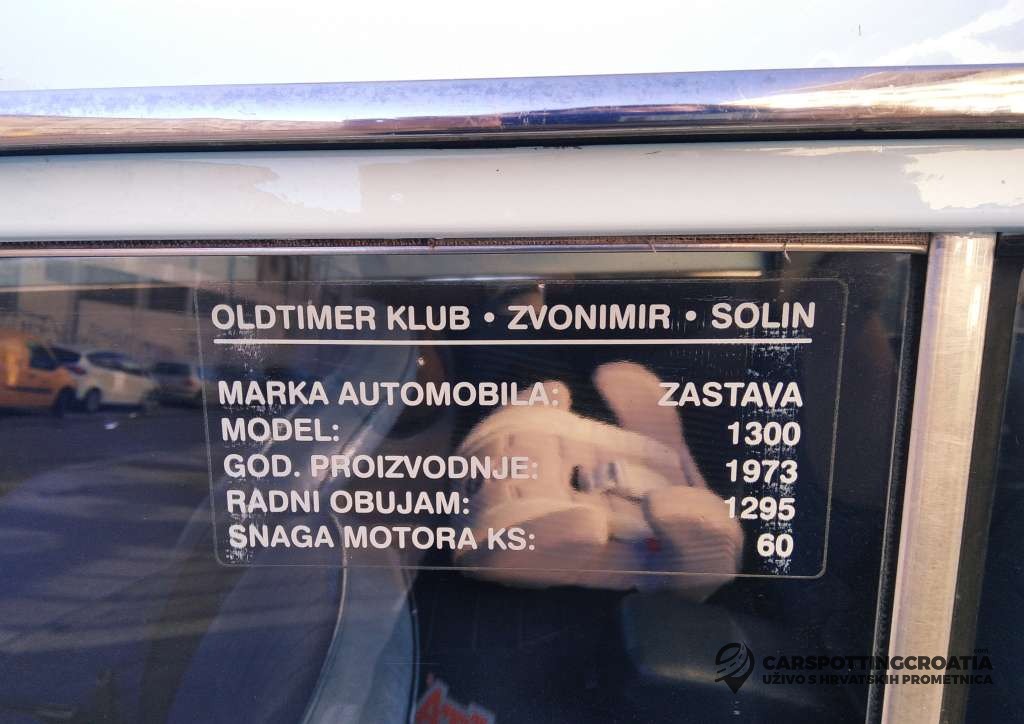 OLDTIMER KLUB • ZVONIMIR • SOLIN
MARKA AUTOMOBILA: ZASTAVA
MODEL: 1300
GOD. PROIZVODNJE: 1973
RADNI OBUJAM: 1295
SNAGA MOTORA KS: 60
CARSPOTTINGCROATIA
UŽIVO S HRVATSKIH PROMETNICA